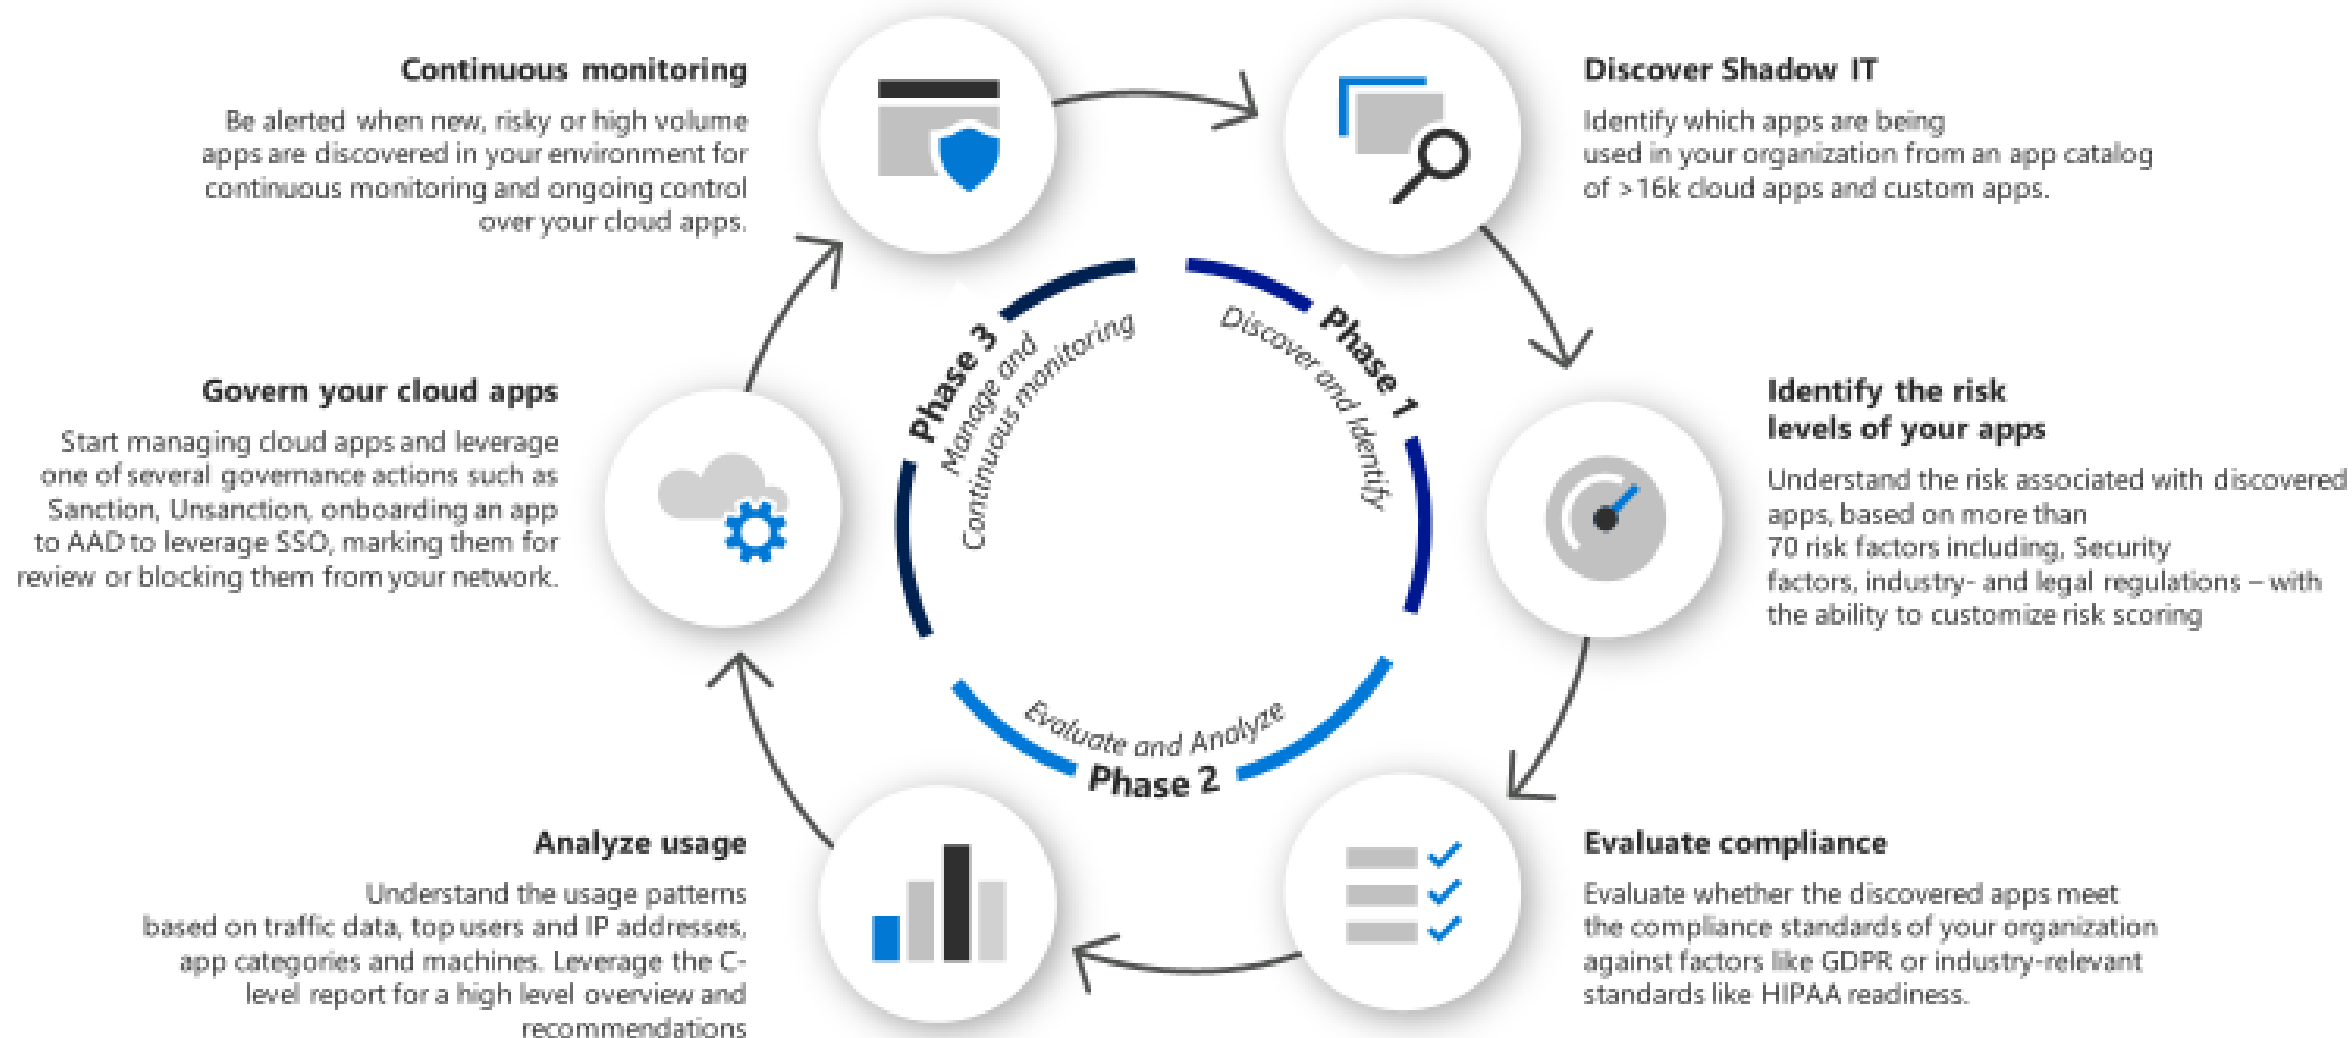 Continuous monitoring
Be alerted when new, risky or high volume
apps are discovered in your environment for
continuous monitoring and ongoing control
over your cloud apps.
Discover Shadow IT
Identify which apps are being
used in your organization from an app catalog
of >16k cloud apps and custom apps.
Phase 3
Manage and
Continuous monitoring
Phase 1
Discover and Identify
Govern your cloud apps
Start managing cloud apps and leverage
one of several governance actions such as
Sanction, Unsanction, onboarding an app
to AAD to leverage SSO, marking them for
review or blocking them from your network.
Identify the risk
levels of your apps
Understand the risk associated with discovered
apps, based on more than
70 risk factors including, Security
factors, industry- and legal regulations – with
the ability to customize risk scoring
Evaluate and Analyze
Phase 2
Analyze usage
Understand the usage patterns
based on traffic data, top users and IP addresses,
app categories and machines. Leverage the C-
level report for a high level overview and
recommendations
Evaluate compliance
Evaluate whether the discovered apps meet
the compliance standards of your organization
against factors like GDPR or industry-relevant
standards like HIPAA readiness.